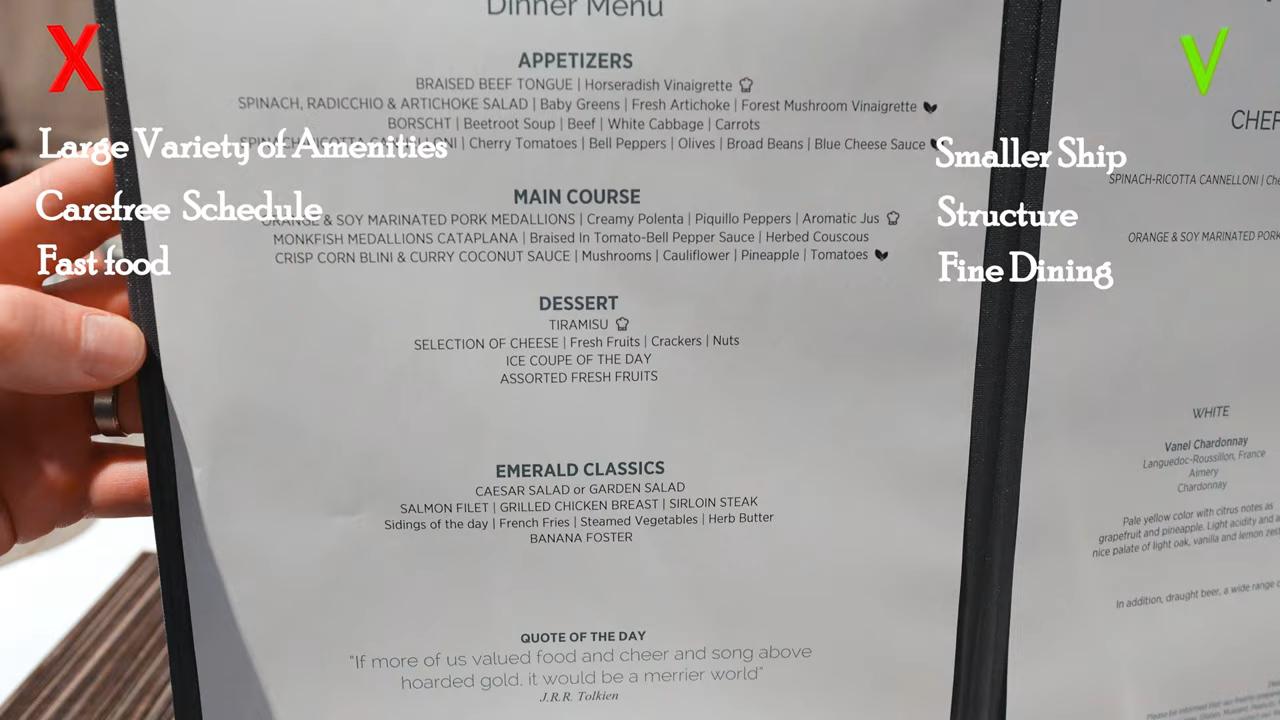 Dinner Menu
APPETIZERS
BRAISED BEEF TONGUE | Horseradish Vinaigrette
SPINACH, RADICCHIO & ARTICHOKE SALAD | Baby Greens | Fresh Artichoke | Forest Mushroom Vinaigrette
BORSCHT | Beetroot Soup | Beef | White Cabbage | Carrots
SPINACH-RICOTTA CANNELLONI | Cherry Tomatoes | Bell Peppers | Olives | Broad Beans | Blue Cheese Sauce
MAIN COURSE
ORANGE & SOY MARINATED PORK MEDALLIONS | Creamy Polenta | Piquillo Peppers | Aromatic Jus
MONKFISH MEDALLIONS CATAPLANA | Braised In Tomato-Bell Pepper Sauce | Herbed Couscous
CRISP CORN BLINI & CURRY COCONUT SAUCE | Mushrooms | Cauliflower | Pineapple | Tomatoes
DESSERT
TIRAMISU
SELECTION OF CHEESE | Fresh Fruits | Crackers | Nuts
ICE COUPE OF THE DAY
ASSORTED FRESH FRUITS
EMERALD CLASSICS
CAESAR SALAD or GARDEN SALAD
SALMON FILET | GRILLED CHICKEN BREAST | SIRLOIN STEAK
Sidings of the day | French Fries | Steamed Vegetables | Herb Butter
BANANA FOSTER
QUOTE OF THE DAY
"If more of us valued food and cheer and song above
hoarded gold, it would be a merrier world"
J.R.R. Tolkien
X
Large Variety of Amenities
Carefree Schedule
Fast food
V
Smaller Ship
Structure
Fine Dining
CHEF
SPINACH-RICOTTA CANNELLONI |
ORANGE & SOY MARINATED PORK
WHITE
Vanel Chardonnay
Languedoc-Roussillon, France
Aimery
Chardonnay
Pale yellow color with citrus notes as
grapefruit and pineapple. Light acidity and
nice palate of light oak, vanilla and lemon zest
In addition, draught beer, a wide range